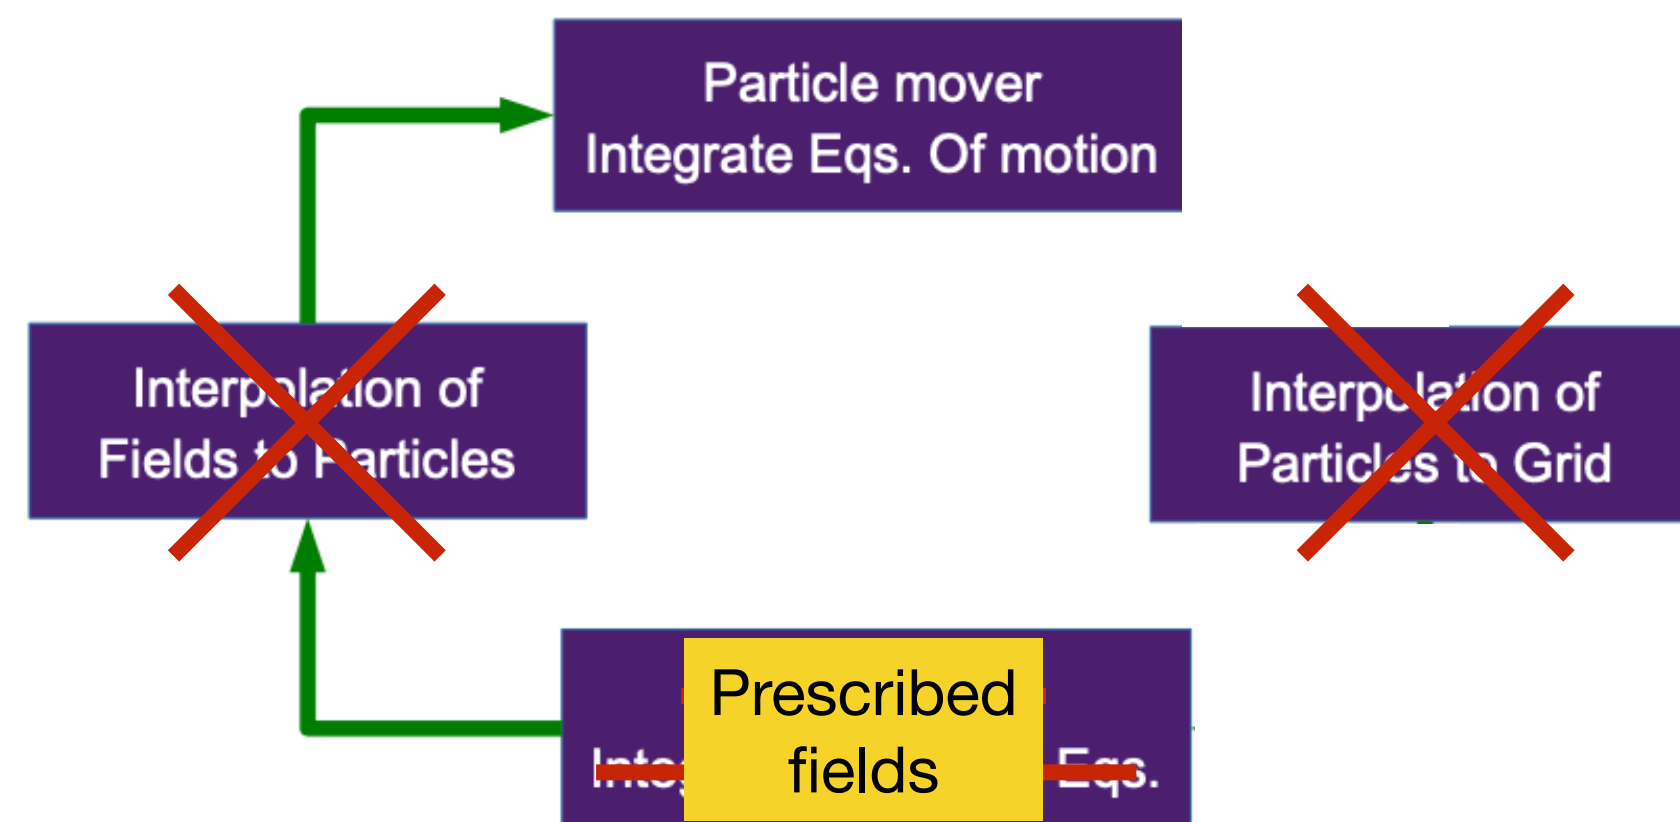 Particle mover
Integrate Eqs. Of motion
Interpolation of
Fields to Particles
Interpolation of
Particles to Grid
Prescribed
fields
Eqs.